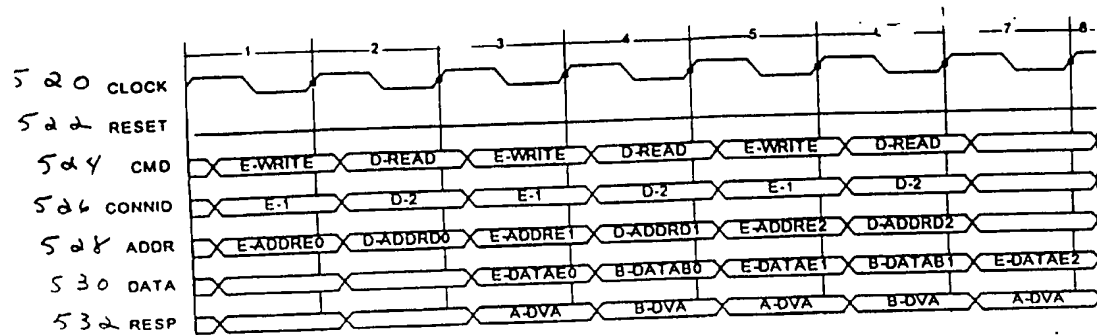 1 2 3 4 5 7 8
520 CLOCK
522 RESET
524 CMD E-WRITE D-READ E-WRITE D-READ E-WRITE D-READ
526 CONNID E-1 D-2 E-1 D-2 E-1 D-2
528 ADDR E-ADDRE0 D-ADDRD0 E-ADDRE1 D-ADDRD1 E-ADDRE2 D-ADDRD2
530 DATA E-DATAE0 B-DATAB0 E-DATAE1 B-DATAB1 E-DATAE2
532 RESP A-DVA B-DVA A-DVA B-DVA A-DVA